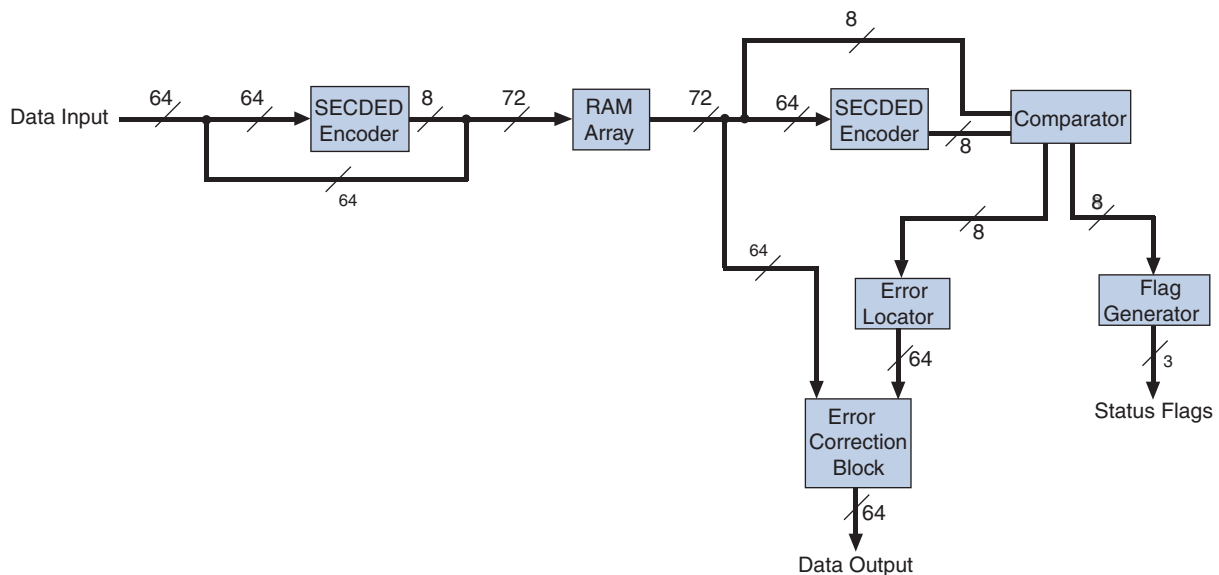 8
64
64
SECDED
Encoder
8
72
RAM
Array
72
64
SECDED
Encoder
8
Comparator
Data Input
64
8
8
64
Error
Locator
Flag
Generator
64
3
Status Flags
Error
Correction
Block
64
Data Output